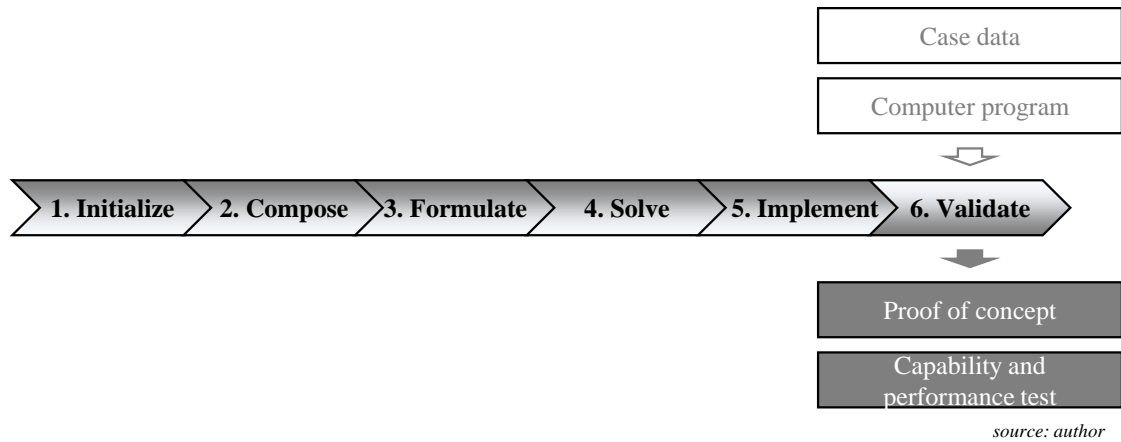 Case data
Computer program
1. Initialize
2. Compose
3. Formulate
4. Solve
5. Implement
6. Validate
Proof of concept
Capability and
performance test
source: author